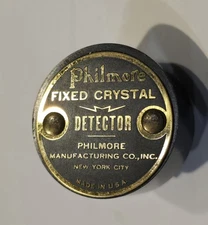 Philmore
FIXED CRYSTAL
DETECTOR
PHILMORE
MANUFACTURING CO., INC.
NEW YORK CITY
MADE IN U.S.A.